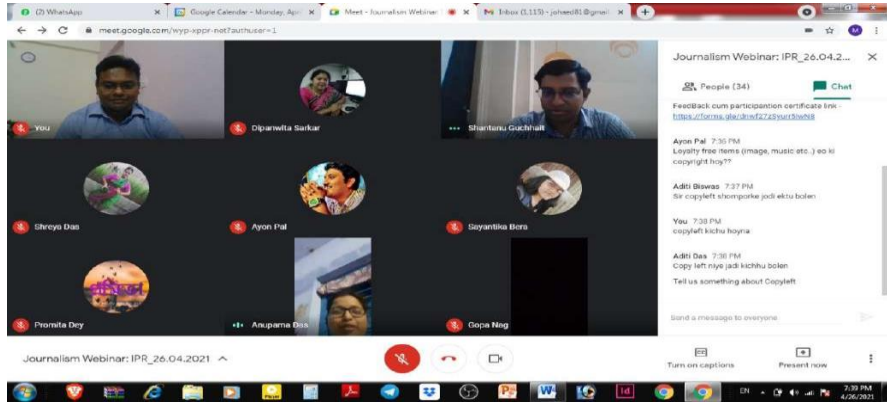 (2) WhatsApp
Google Calendar - Monday, Apri
Meet - Journalism Webinar:
Inbox (1,115) - johseed81@gmail.
meet.google.com/wyp-xppr-not?authuser=1
You
Dipanwita Sarkar
Shantanu Guchhait
Shreya Das
Ayon Pal
Sayantika Bera
Promita Dey
Anupama Das
Gopa Nag
Journalism Webinar: IPR_26.04.2...
People (34)
Chat
FeedBack cum participantion certificate link -
Ayon Pal 7:35 PM
Loyalty free items (image, music etc..) eo ki
copyright hoy??
Aditi Biswas 7:37 PM
Sir copyleft shomporke jodi ektu bolen
You 7:38 PM
copyleft kichu hoyna
Aditi Das 7:38 PM
Copy left niye jadi kichhu bolen
Tell us something about Copyleft
Send a message to everyone
Journalism Webinar: IPR_26.04.2021
Turn on captions
Present now
EN
7:39 PM
4/26/2021